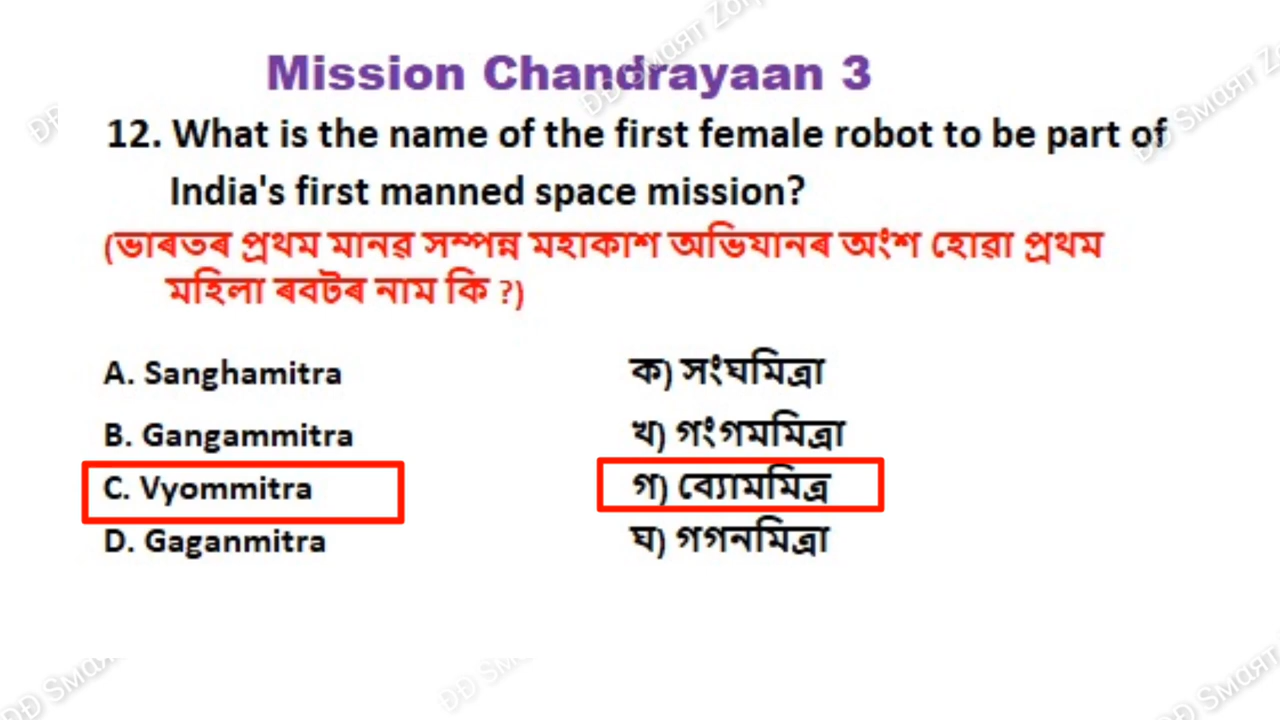 Mission Chandrayaan 3
12. What is the name of the first female robot to be part of
India's first manned space mission?
(ভাৰতৰ প্ৰথম মানৱ সম্পন্ন মহাকাশ অভিযানৰ অংশ হোৱা প্ৰথম
মহিলা ৰবটৰ নাম কি ?)
A. Sanghamitra ক) সংঘমিত্ৰা
B. Gangammitra খ) গংগমমিত্ৰা
C. Vyommitra গ) ব্যোমমিত্ৰ
D. Gaganmitra ঘ) গগনমিত্ৰা